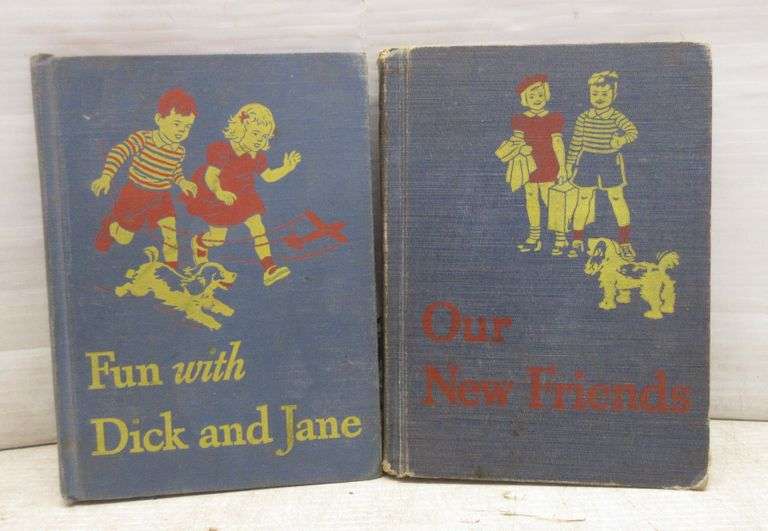 Fun with
Dick and Jane
Our
New Friends